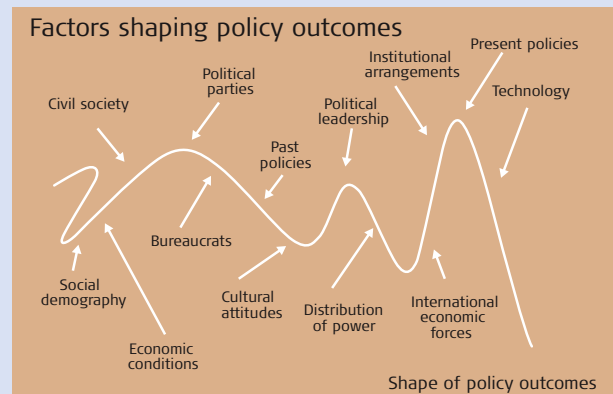 Factors shaping policy outcomes
Present policies
Institutional
arrangements
Political
parties
Technology
Civil society
Political
leadership
Past
policies
Bureaucrats
Social
demography
Cultural
attitudes
Distribution
of power
International
economic
forces
Economic
conditions
Shape of policy outcomes